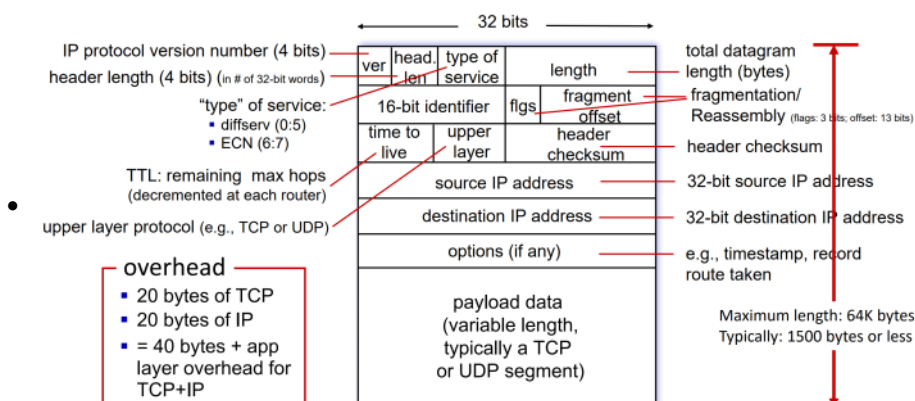 32 bits
IP protocol version number (4 bits)
header length (4 bits) (in # of 32-bit words)
"type" of service:
diffserv (0:5)
ECN (6:7)
TTL: remaining max hops
(decremented at each router)
upper layer protocol (e.g., TCP or UDP)
overhead
20 bytes of TCP
20 bytes of IP
= 40 bytes + app
layer overhead for
TCP+IP
ver
head.
len
type of
service
length
16-bit identifier
flgs
fragment
offset
time to
live
upper
layer
header
checksum
source IP address
destination IP address
options (if any)
payload data
(variable length,
typically a TCP
or UDP segment)
total datagram
length (bytes)
fragmentation/
Reassembly (flags: 3 bits; offset: 13 bits)
header checksum
32-bit source IP address
32-bit destination IP address
e.g., timestamp, record
route taken
Maximum length: 64K bytes
Typically: 1500 bytes or less